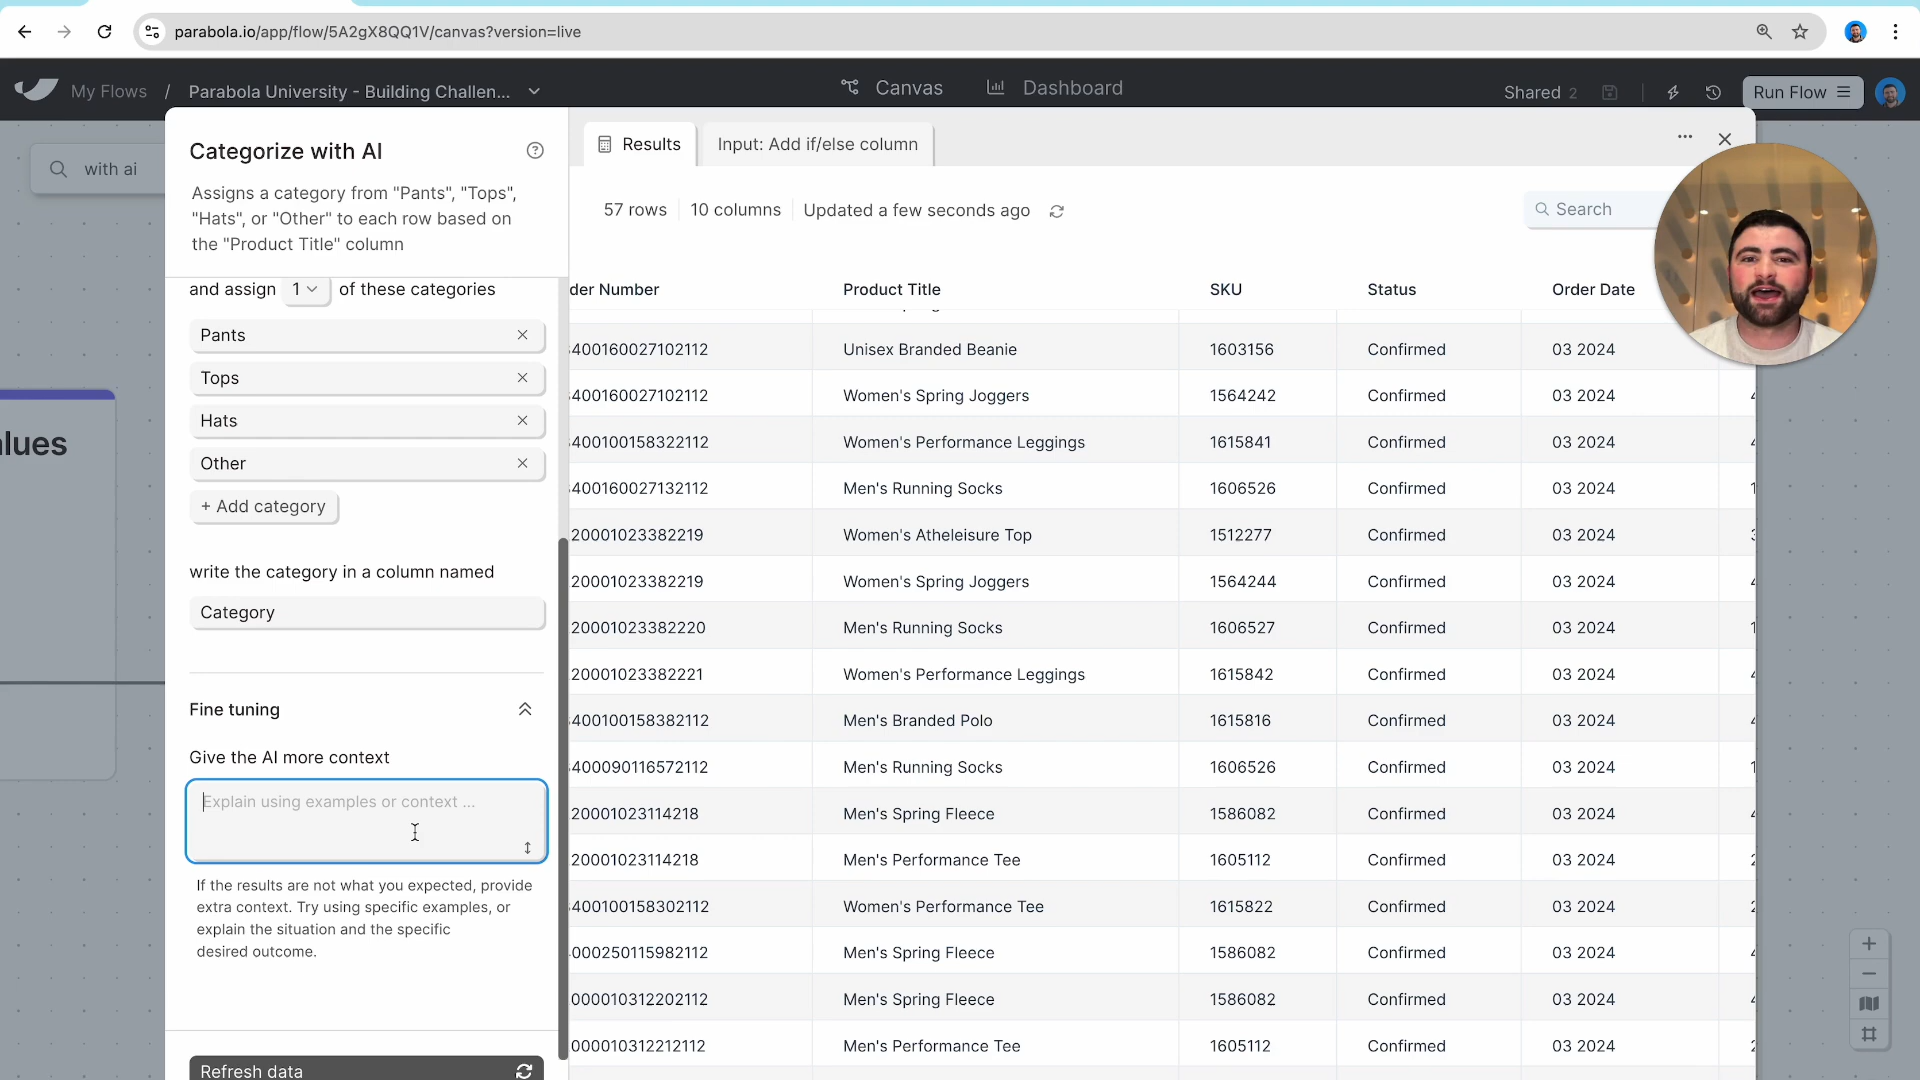 parabola.io/app/flow/5A2gX8QQ1V/canvas?version=live
My Flows / Parabola University - Building Challen...
Canvas
Dashboard
Shared 2
Run Flow
with ai
Categorize with AI
Assigns a category from "Pants", "Tops",
"Hats", or "Other" to each row based on
the "Product Title" column
and assign 1 of these categories
Pants
Tops
Hats
Other
+ Add category
write the category in a column named
Category
Fine tuning
Give the AI more context
Explain using examples or context ...
If the results are not what you expected, provide
extra context. Try using specific examples, or
explain the situation and the specific
desired outcome.
Refresh data
Results
Input: Add if/else column
57 rows
10 columns
Updated a few seconds ago
Search
der Number Product Title SKU Status Order Date
400160027102112 Unisex Branded Beanie 1603156 Confirmed 03 2024
400160027102112 Women's Spring Joggers 1564242 Confirmed 03 2024
400100158322112 Women's Performance Leggings 1615841 Confirmed 03 2024
400160027132112 Men's Running Socks 1606526 Confirmed 03 2024
20001023382219 Women's Atheleisure Top 1512277 Confirmed 03 2024
20001023382219 Women's Spring Joggers 1564244 Confirmed 03 2024
20001023382220 Men's Running Socks 1606527 Confirmed 03 2024
20001023382221 Women's Performance Leggings 1615842 Confirmed 03 2024
400100158382112 Men's Branded Polo 1615816 Confirmed 03 2024
400090116572112 Men's Running Socks 1606526 Confirmed 03 2024
20001023114218 Men's Spring Fleece 1586082 Confirmed 03 2024
20001023114218 Men's Performance Tee 1605112 Confirmed 03 2024
400100158302112 Women's Performance Tee 1615822 Confirmed 03 2024
000250115982112 Men's Spring Fleece 1586082 Confirmed 03 2024
000010312202112 Men's Spring Fleece 1586082 Confirmed 03 2024
000010312212112 Men's Performance Tee 1605112 Confirmed 03 2024
lues